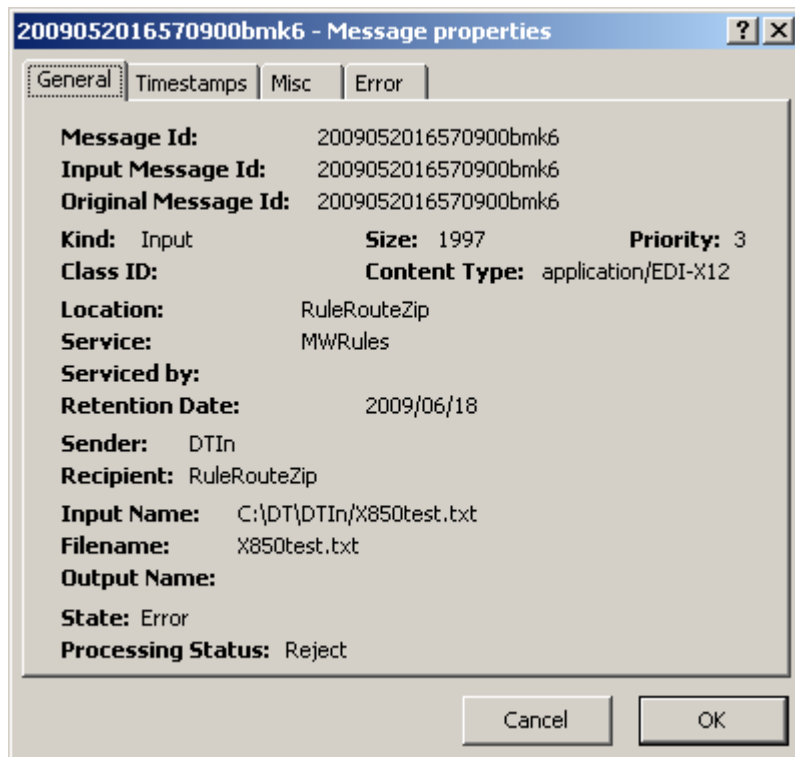 2009052016570900bmk6 - Message properties
General Timestamps Misc Error
Message Id: 2009052016570900bmk6
Input Message Id: 2009052016570900bmk6
Original Message Id: 2009052016570900bmk6
Kind: Input Size: 1997 Priority: 3
Class ID: Content Type: application/EDI-X12
Location: RuleRouteZip
Service: MWRules
Serviced by:
Retention Date: 2009/06/18
Sender: DTIn
Recipient: RuleRouteZip
Input Name: C:\DT\DTIn/X850test.txt
Filename: X850test.txt
Output Name:
State: Error
Processing Status: Reject
Cancel OK